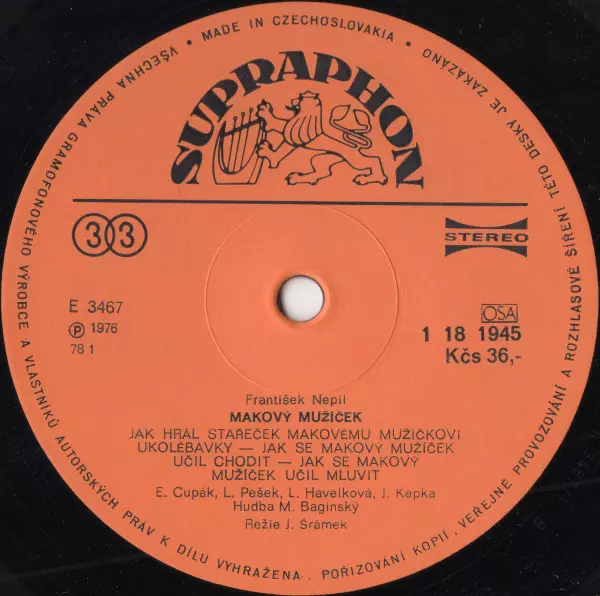 VŠECHNA PRÁVA GRAMOFONOVÉHO VÝROBCE A VLASTNÍKŮ AUTORSKÝCH PRÁV K DÍLU VYHRAŽENA. POŘIZOVÁNÍ KOPIÍ, VEŘEJNÉ PROVOZOVÁNÍ A ROZHLASOVÉ ŠÍŘENÍ TÉTO DESKY JE ZAKÁZÁNO
• MADE IN CZECHOSLOVAKIA •
SUPRAPHON
33
STEREO
E 3467
Ⓟ 1976
78 1
OSA
1 18 1945
Kčs 36,-
František Nepil:
MAKOVÝ MUŽÍČEK
JAK HRÁL STAŘEČEK MAKOVÉMU MUŽÍČKOVI
UKOLÉBAVKY — JAK SE MAKOVÝ MUŽÍČEK
UČIL CHODIT — JAK SE MAKOVÝ
MUŽÍČEK UČIL MLUVIT
E. Cupák, L. Pešek, L. Havelková, J. Kepka
Hudba M. Baginský
Režie J. Šrámek